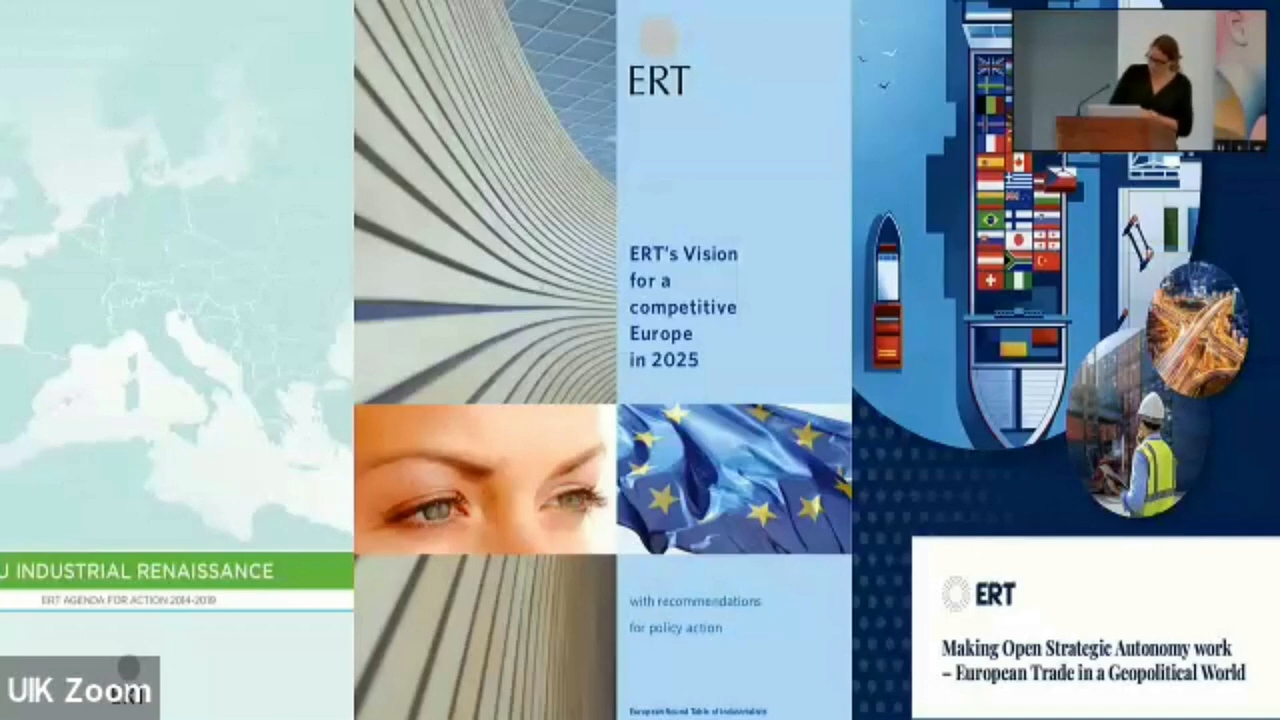 U INDUSTRIAL RENAISSANCE
ERT AGENDA FOR ACTION 2014-2019
UIK Zoom
ERT
ERT's Vision
for a
competitive
Europe
in 2025
with recommendations
for policy action
European Round Table of Industrialists
ERT
Making Open Strategic Autonomy work
– European Trade in a Geopolitical World